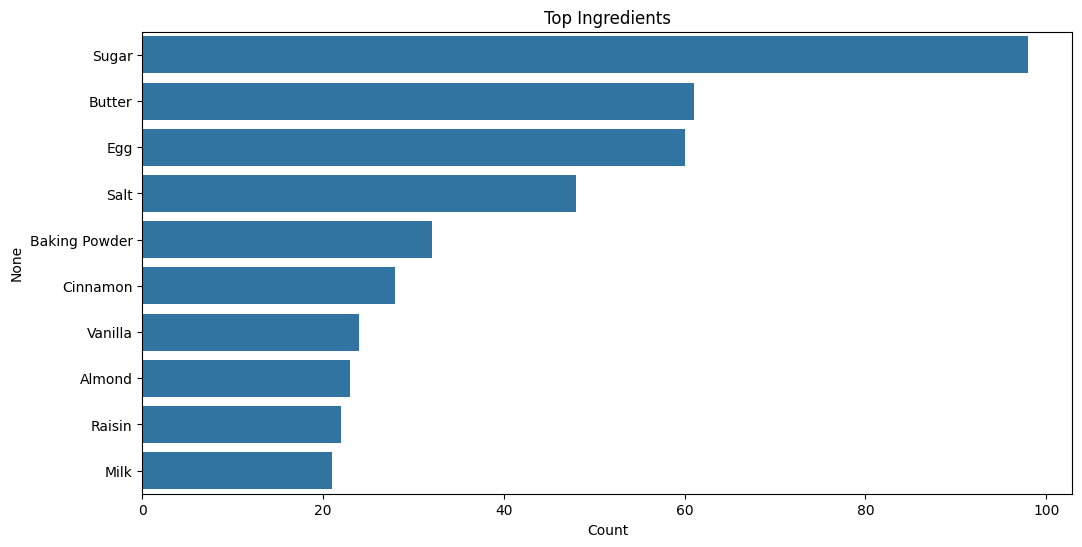 Top Ingredients
None
Sugar
Butter
Egg
Salt
Baking Powder
Cinnamon
Vanilla
Almond
Raisin
Milk
0 20 40 60 80 100
Count